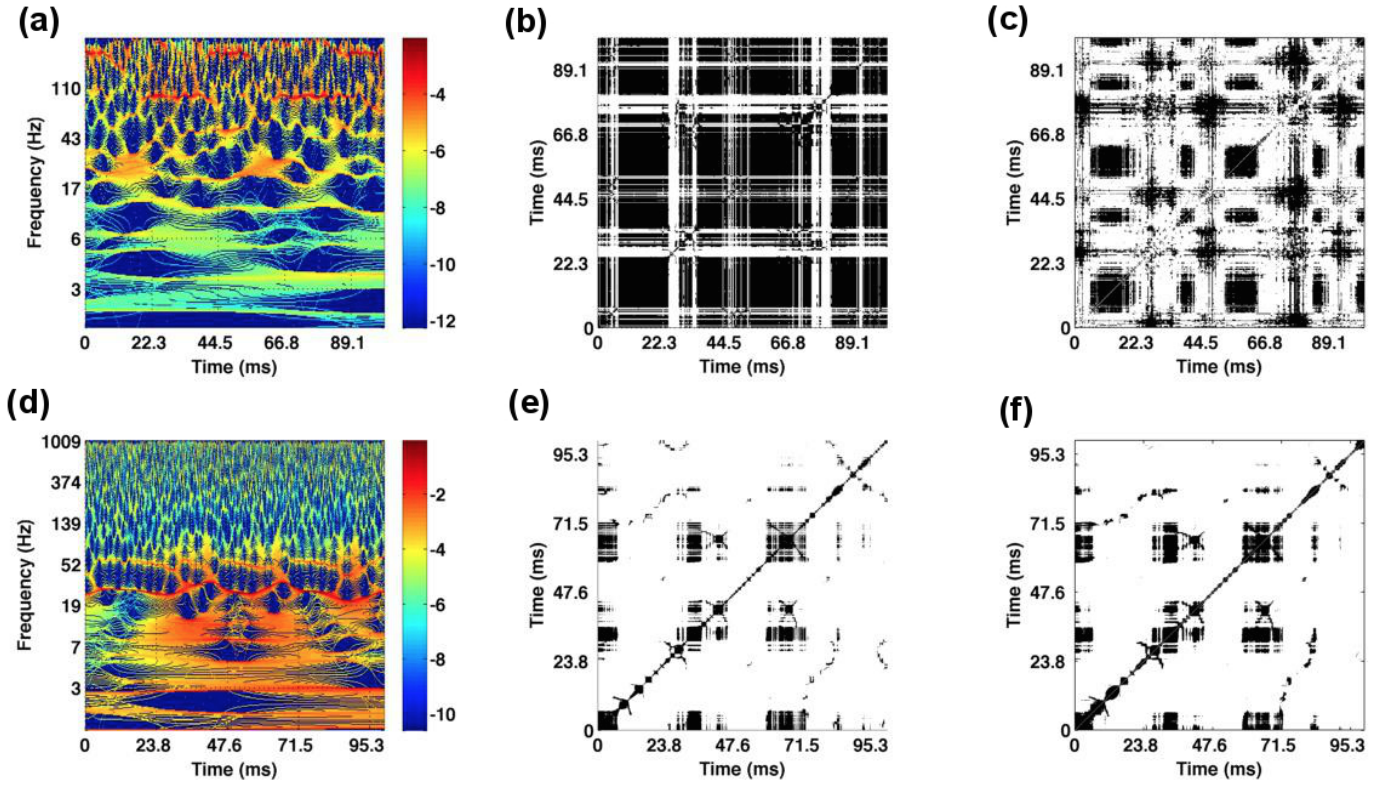 (a)
110
43
17
6
3
Frequency (Hz)
0 22.3 44.5 66.8 89.1
Time (ms)
-4
-6
-8
-10
-12
(b)
89.1
66.8
44.5
22.3
0
Time (ms)
0 22.3 44.5 66.8 89.1
Time (ms)
(c)
89.1
66.8
44.5
22.3
0
Time (ms)
0 22.3 44.5 66.8 89.1
Time (ms)
(d)
1009
374
139
52
19
7
3
Frequency (Hz)
0 23.8 47.6 71.5 95.3
Time (ms)
-2
-4
-6
-8
-10
(e)
95.3
71.5
47.6
23.8
0
Time (ms)
0 23.8 47.6 71.5 95.3
Time (ms)
(f)
95.3
71.5
47.6
23.8
0
Time (ms)
0 23.8 47.6 71.5 95.3
Time (ms)